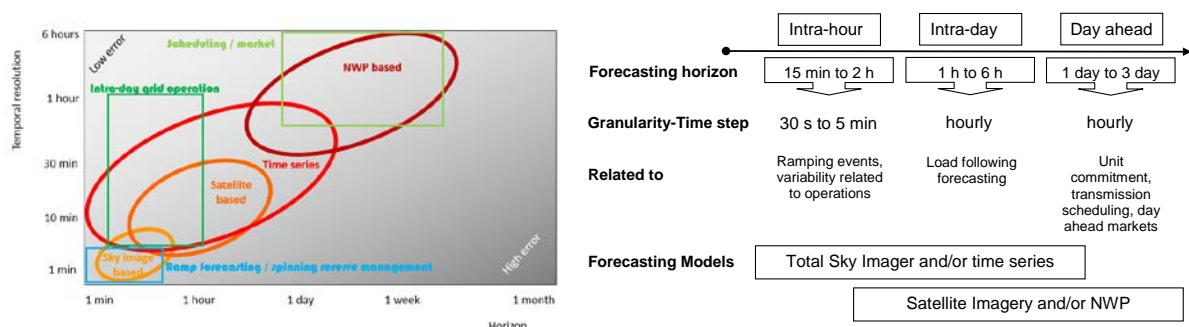 6 hours
1 hour
30 min
10 min
1 min
Temporal resolution
Low error
Scheduling / market
NWP based
Intra-day grid operation
Time series
Satellite
based
Sky image
based
Ramp forecasting / spinning reserve management
High error
1 min
1 hour
1 day
1 week
1 month
Horizon
Intra-hour
Intra-day
Day ahead
Forecasting horizon
15 min to 2 h
1 h to 6 h
1 day to 3 day
Granularity-Time step
30 s to 5 min
hourly
hourly
Related to
Ramping events,
variability related
to operations
Load following
forecasting
Unit
commitment,
transmission
scheduling, day
ahead markets
Forecasting Models
Total Sky Imager and/or time series
Satellite Imagery and/or NWP